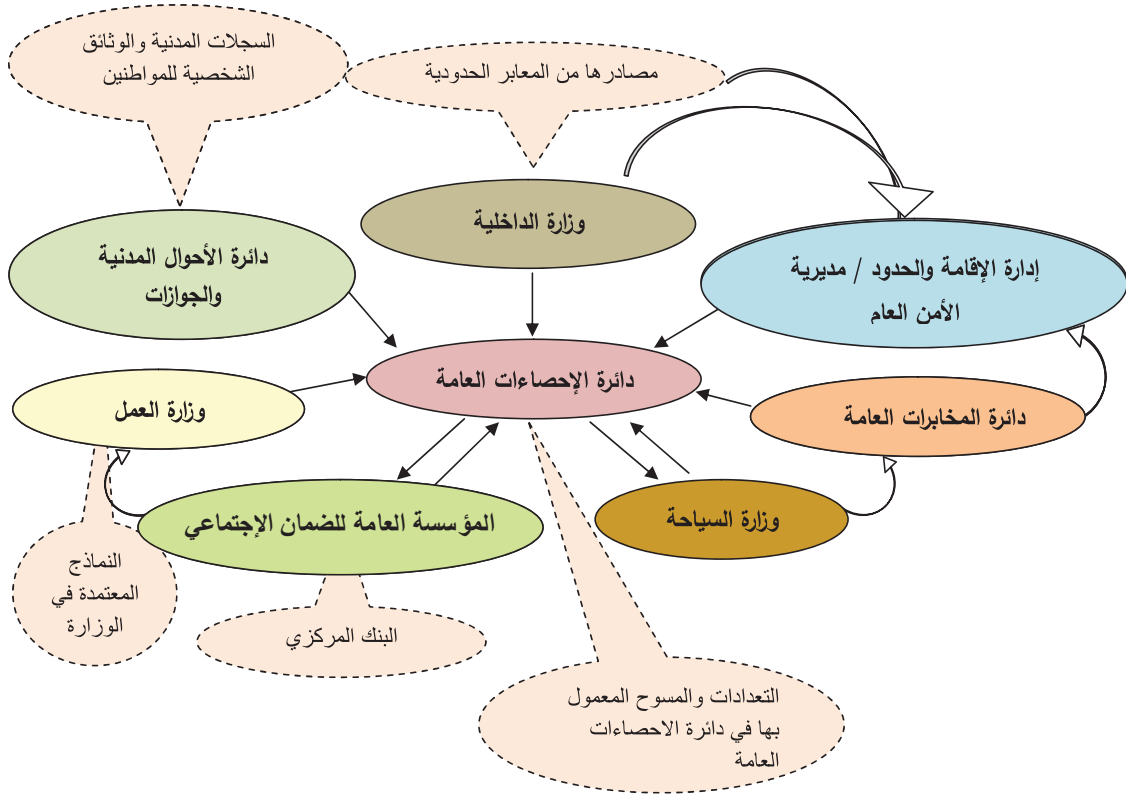 السجلات المدنية والوثائق
الشخصية للمواطنين
مصادرها من المعابر الحدودية
وزارة الداخلية
دائرة الأحوال المدنية
والجوازات
إدارة الإقامة والحدود / مديرية
الأمن العام
دائرة الإحصاءات العامة
وزارة العمل
دائرة المخابرات العامة
المؤسسة العامة للضمان الإجتماعي
وزارة السياحة
النماذج
المعتمدة في
الوزارة
البنك المركزي
التعدادات والمسوح المعمول
بها في دائرة الاحصاءات
العامة